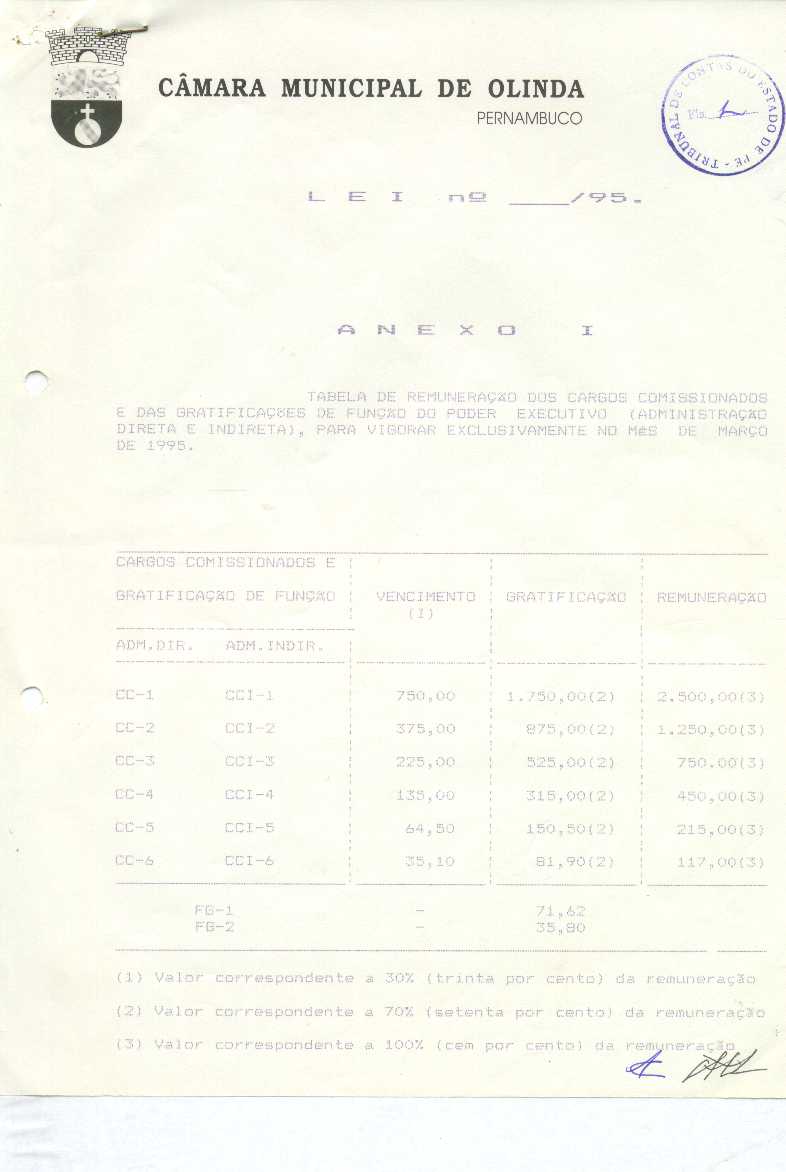 CÂMARA MUNICIPAL DE OLINDA
PERNAMBUCO
TRIBUNAL DE CONTAS DO ESTADO DE PE -
Fls.
L E I nº ____/95.
A N E X O I
TABELA DE REMUNERAÇÃO DOS CARGOS COMISSIONADOS
E DAS GRATIFICAÇÕES DE FUNÇÃO DO PODER EXECUTIVO (ADMINISTRAÇÃO
DIRETA E INDIRETA), PARA VIGORAR EXCLUSIVAMENTE NO MÊS DE MARÇO
DE 1995.
CARGOS COMISSIONADOS E
GRATIFICAÇÃO DE FUNÇÃO VENCIMENTO GRATIFICAÇÃO REMUNERAÇÃO
(1)
ADM.DIR. ADM.INDIR.
CC-1 CCI-1 750,00 1.750,00(2) 2.500,00(3)
CC-2 CCI-2 375,00 875,00(2) 1.250,00(3)
CC-3 CCI-3 225,00 525,00(2) 750.00(3)
CC-4 CCI-4 135,00 315,00(2) 450,00(3)
CC-5 CCI-5 64,50 150,50(2) 215,00(3)
CC-6 CCI-6 35,10 81,90(2) 117,00(3)
FG-1 - 71,62
FG-2 - 35,80
(1) Valor correspondente a 30% (trinta por cento) da remuneração
(2) Valor correspondente a 70% (setenta por cento) da remuneração
(3) Valor correspondente a 100% (cem por cento) da remuneração